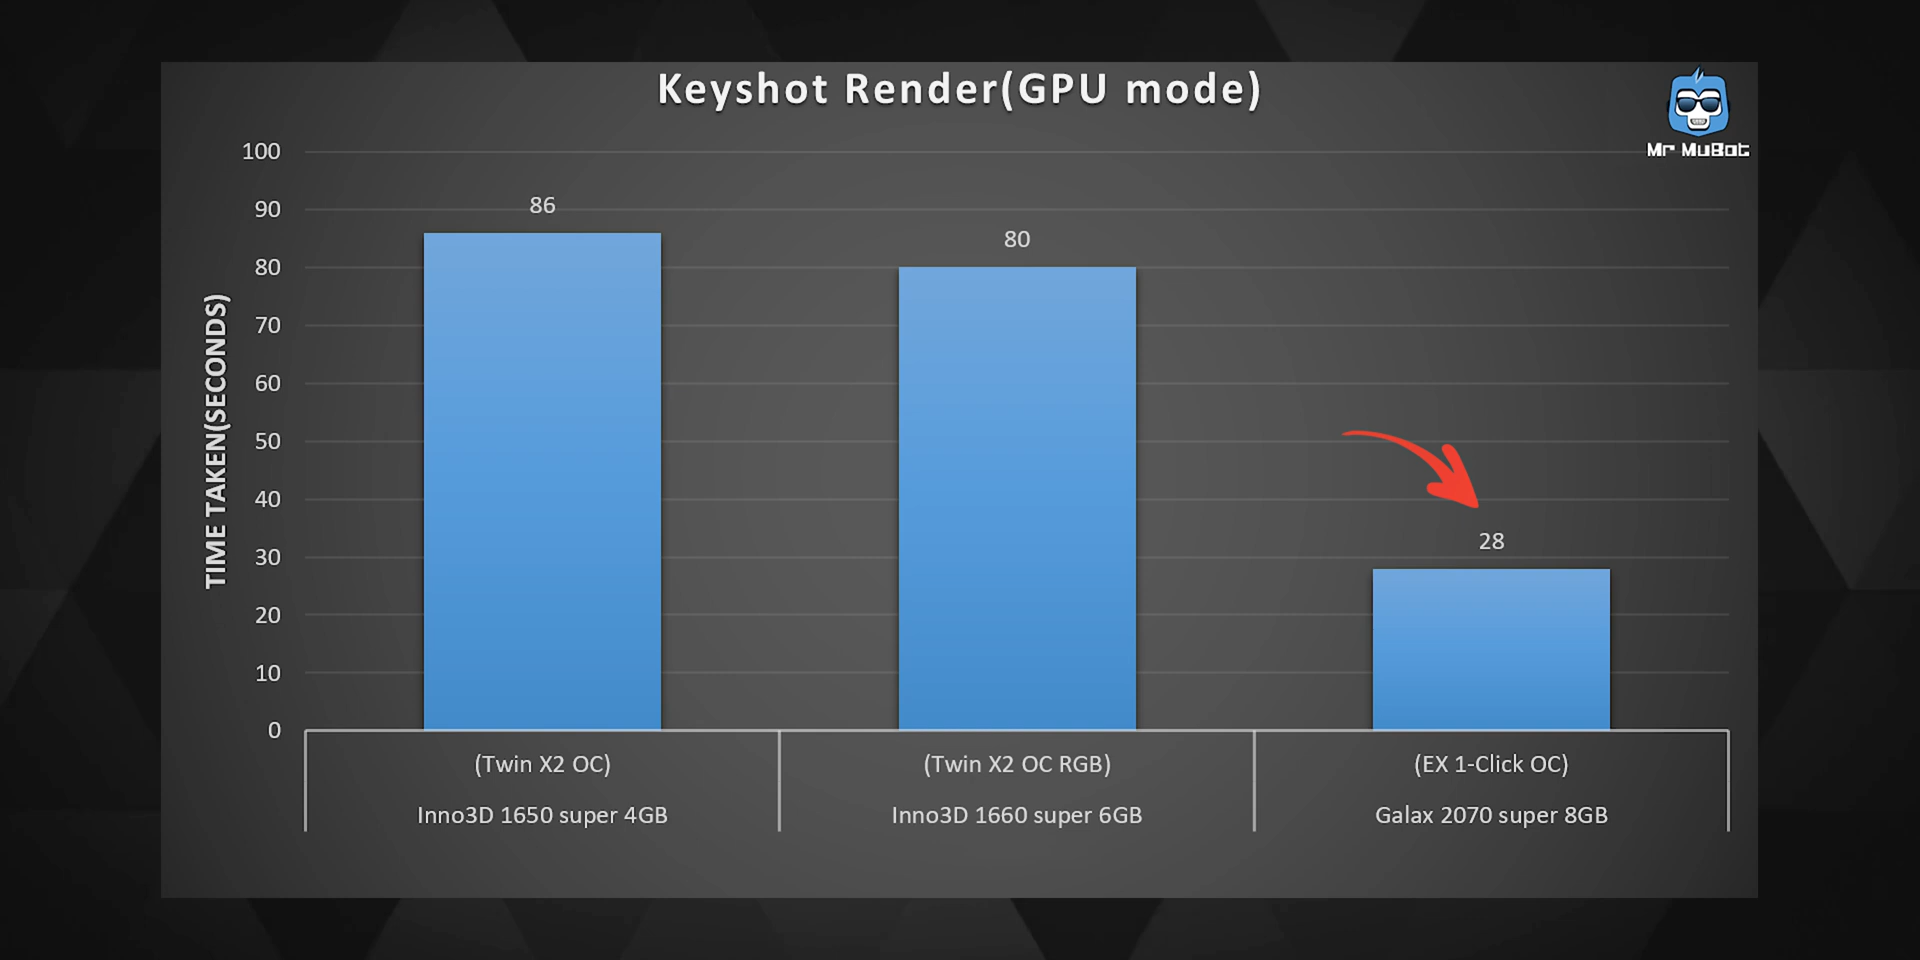 Keyshot Render(GPU mode)
Mr MuBot
TIME TAKEN(SECONDS)
100
90
80
70
60
50
40
30
20
10
0
86
80
28
(Twin X2 OC)
Inno3D 1650 super 4GB
(Twin X2 OC RGB)
Inno3D 1660 super 6GB
(EX 1-Click OC)
Galax 2070 super 8GB